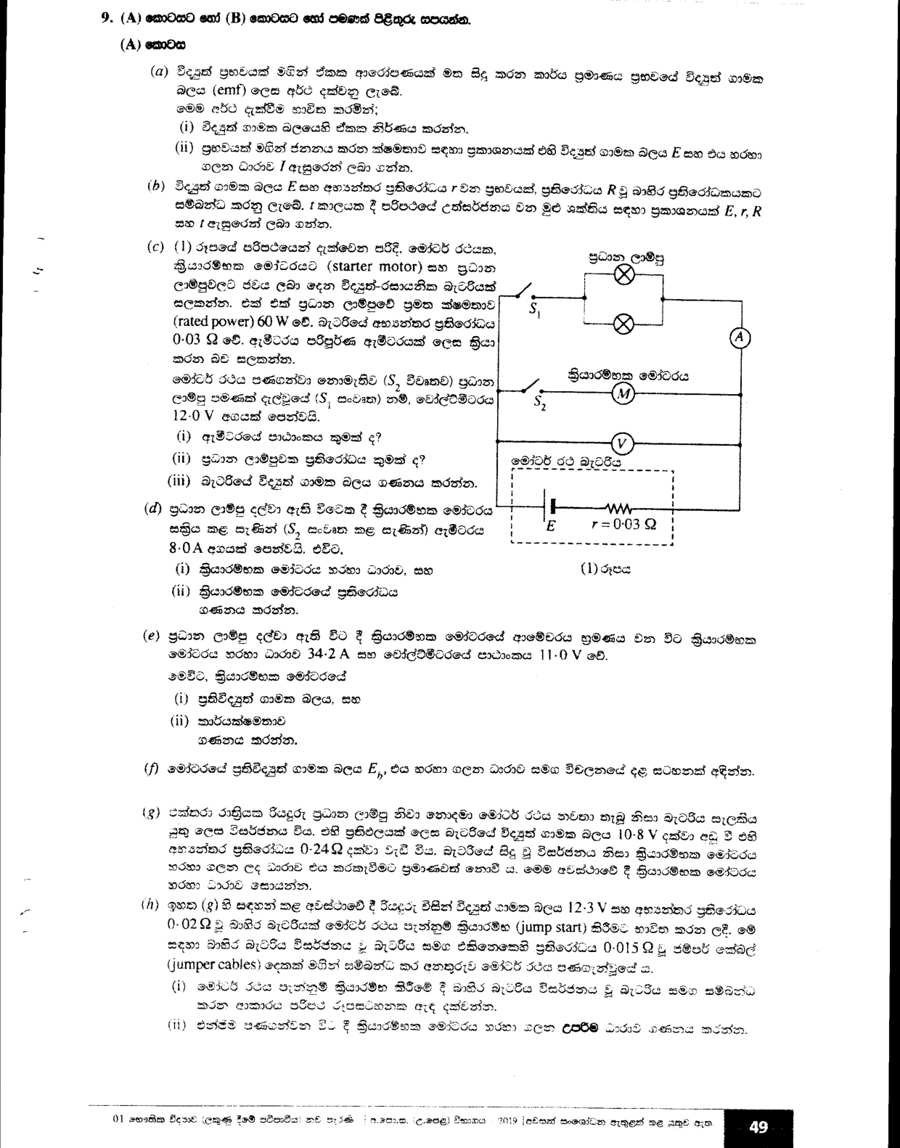 9. (A) කොටසට හෝ (B) කොටසට හෝ පමණක් පිළිතුරු සපයන්න.
(A) කොටස
(a) විද්‍යුත් ප්‍රභවයක් මගින් ඒකක ආරෝපණයක් මත සිදු කරන කාර්ය ප්‍රමාණය ප්‍රභවයේ විද්‍යුත් ගාමක
බලය (emf) ලෙස අර්ථ දක්වනු ලැබේ.
මෙම අර්ථ දැක්වීම භාවිත කරමින්;
(i) විද්‍යුත් ගාමක බලයෙහි ඒකක නිර්ණය කරන්න.
(ii) ප්‍රභවයක් මගින් ජනනය කරන ක්ෂමතාව සඳහා ප්‍රකාශනයක් එහි විද්‍යුත් ගාමක බලය E සහ එය හරහා
ගලන ධාරාව I ඇසුරෙන් ලබා ගන්න.
(b) විද්‍යුත් ගාමක බලය E සහ අභ්‍යන්තර ප්‍රතිරෝධය r වන ප්‍රභවයක්, ප්‍රතිරෝධය R වූ බාහිර ප්‍රතිරෝධකයකට
සම්බන්ධ කරනු ලැබේ. t කාලයක දී පරිපථයේ උත්සර්ජනය වන මුළු ශක්තිය සඳහා ප්‍රකාශනයක් E, r, R
සහ t ඇසුරෙන් ලබා ගන්න.
(c) (1) රූපයේ පරිපථයෙන් දැක්වෙන පරිදි, මෝටර් රථයක,
ක්‍රියාරම්භක මෝටරයට (starter motor) සහ ප්‍රධාන
ලාම්පුවලට ජවය ලබා දෙන විද්‍යුත්-රසායනික බැටරියක්
සලකන්න. එක් එක් ප්‍රධාන ලාම්පුවේ ප්‍රමත ක්ෂමතාව
(rated power) 60 W වේ. බැටරියේ අභ්‍යන්තර ප්‍රතිරෝධය
0·03 Ω වේ. ඇමීටරය පරිපූර්ණ ඇමීටරයක් ලෙස ක්‍රියා
කරන බව සලකන්න.
මෝටර් රථය පණගන්වා නොමැතිව (S₂ විවෘතව) ප්‍රධාන
ලාම්පු පමණක් දැල්වූයේ (S₁ සංවෘත) නම්, වෝල්ට්මීටරය
12·0 V අගයක් පෙන්වයි.
(i) ඇමීටරයේ පාඨාංකය කුමක් ද?
(ii) ප්‍රධාන ලාම්පුවක ප්‍රතිරෝධය කුමක් ද?
(iii) බැටරියේ විද්‍යුත් ගාමක බලය ගණනය කරන්න.
ප්‍රධාන ලාම්පු
S₁
A
ක්‍රියාරම්භක මෝටරය
S₂
M
V
මෝටර් රථ බැටරිය
E
r = 0·03 Ω
(1) රූපය
(d) ප්‍රධාන ලාම්පු දල්වා ඇති විටෙක දී ක්‍රියාරම්භක මෝටරය
සක්‍රිය කළ සැණින් (S₂ සංවෘත කළ සැණින්) ඇමීටරය
8·0 A අගයක් පෙන්වයි. එවිට,
(i) ක්‍රියාරම්භක මෝටරය හරහා ධාරාව, සහ
(ii) ක්‍රියාරම්භක මෝටරයේ ප්‍රතිරෝධය
ගණනය කරන්න.
(e) ප්‍රධාන ලාම්පු දල්වා ඇති විට දී ක්‍රියාරම්භක මෝටරයේ ආමේචරය භ්‍රමණය වන විට ක්‍රියාරම්භක
මෝටරය හරහා ධාරාව 34·2 A සහ වෝල්ට්මීටරයේ පාඨාංකය 11·0 V වේ.
මෙවිට, ක්‍රියාරම්භක මෝටරයේ
(i) ප්‍රතිවිද්‍යුත් ගාමක බලය, සහ
(ii) කාර්යක්ෂමතාව
ගණනය කරන්න.
(f) මෝටරයේ ප්‍රතිවිද්‍යුත් ගාමක බලය E_b, එය හරහා ගලන ධාරාව සමග විචලනයේ දළ සටහනක් අඳින්න.
(g) එක්තරා රාත්‍රියක රියදුරු ප්‍රධාන ලාම්පු නිවා නොදමා මෝටර් රථය නවතා තැබූ නිසා බැටරිය සැලකිය
යුතු ලෙස විසර්ජනය විය. එහි ප්‍රතිඵලයක් ලෙස බැටරියේ විද්‍යුත් ගාමක බලය 10·8 V දක්වා අඩු වී එහි
අභ්‍යන්තර ප්‍රතිරෝධය 0·24 Ω දක්වා වැඩි විය. බැටරියේ සිදු වූ විසර්ජනය නිසා ක්‍රියාරම්භක මෝටරය
හරහා ගලන ලද ධාරාව එය කරකැවීමට ප්‍රමාණවත් නොවී ය. මෙම අවස්ථාවේ දී ක්‍රියාරම්භක මෝටරය
හරහා ධාරාව සොයන්න.
(h) ඉහත (g) හි සඳහන් කළ අවස්ථාවේ දී රියදුරු විසින් විද්‍යුත් ගාමක බලය 12·3 V සහ අභ්‍යන්තර ප්‍රතිරෝධය
0·02 Ω වූ බාහිර බැටරියක් මෝටර් රථය පැන්නුම් ක්‍රියාරම්භ (jump start) කිරීමට භාවිත කරන ලදී. මේ
සඳහා බාහිර බැටරිය විසර්ජනය වූ බැටරිය සමග එකිනෙකෙහි ප්‍රතිරෝධය 0·015 Ω වූ ජම්පර් කේබල්
(jumper cables) දෙකක් මගින් සම්බන්ධ කර අනතුරුව මෝටර් රථය පණගැන්වූයේ ය.
(i) මෝටර් රථය පැන්නුම් ක්‍රියාරම්භ කිරීමේ දී බාහිර බැටරිය විසර්ජනය වූ බැටරිය සමග සම්බන්ධ
කරන ආකාරය පරිපථ රූපසටහනක ඇඳ දක්වන්න.
(ii) එන්ජිම පණගන්වන විට දී ක්‍රියාරම්භක මෝටරය හරහා ගලන උපරිම ධාරාව ගණනය කරන්න.
01 භෞතික විද්‍යාව (ලකුණු දීමේ පටිපාටිය) නව පැරණි | අ.පො.ස. (උ.පෙළ) විභාගය 2019 | අවසන් සංශෝධන ඇතුළත් කළ යුතුව ඇත
49